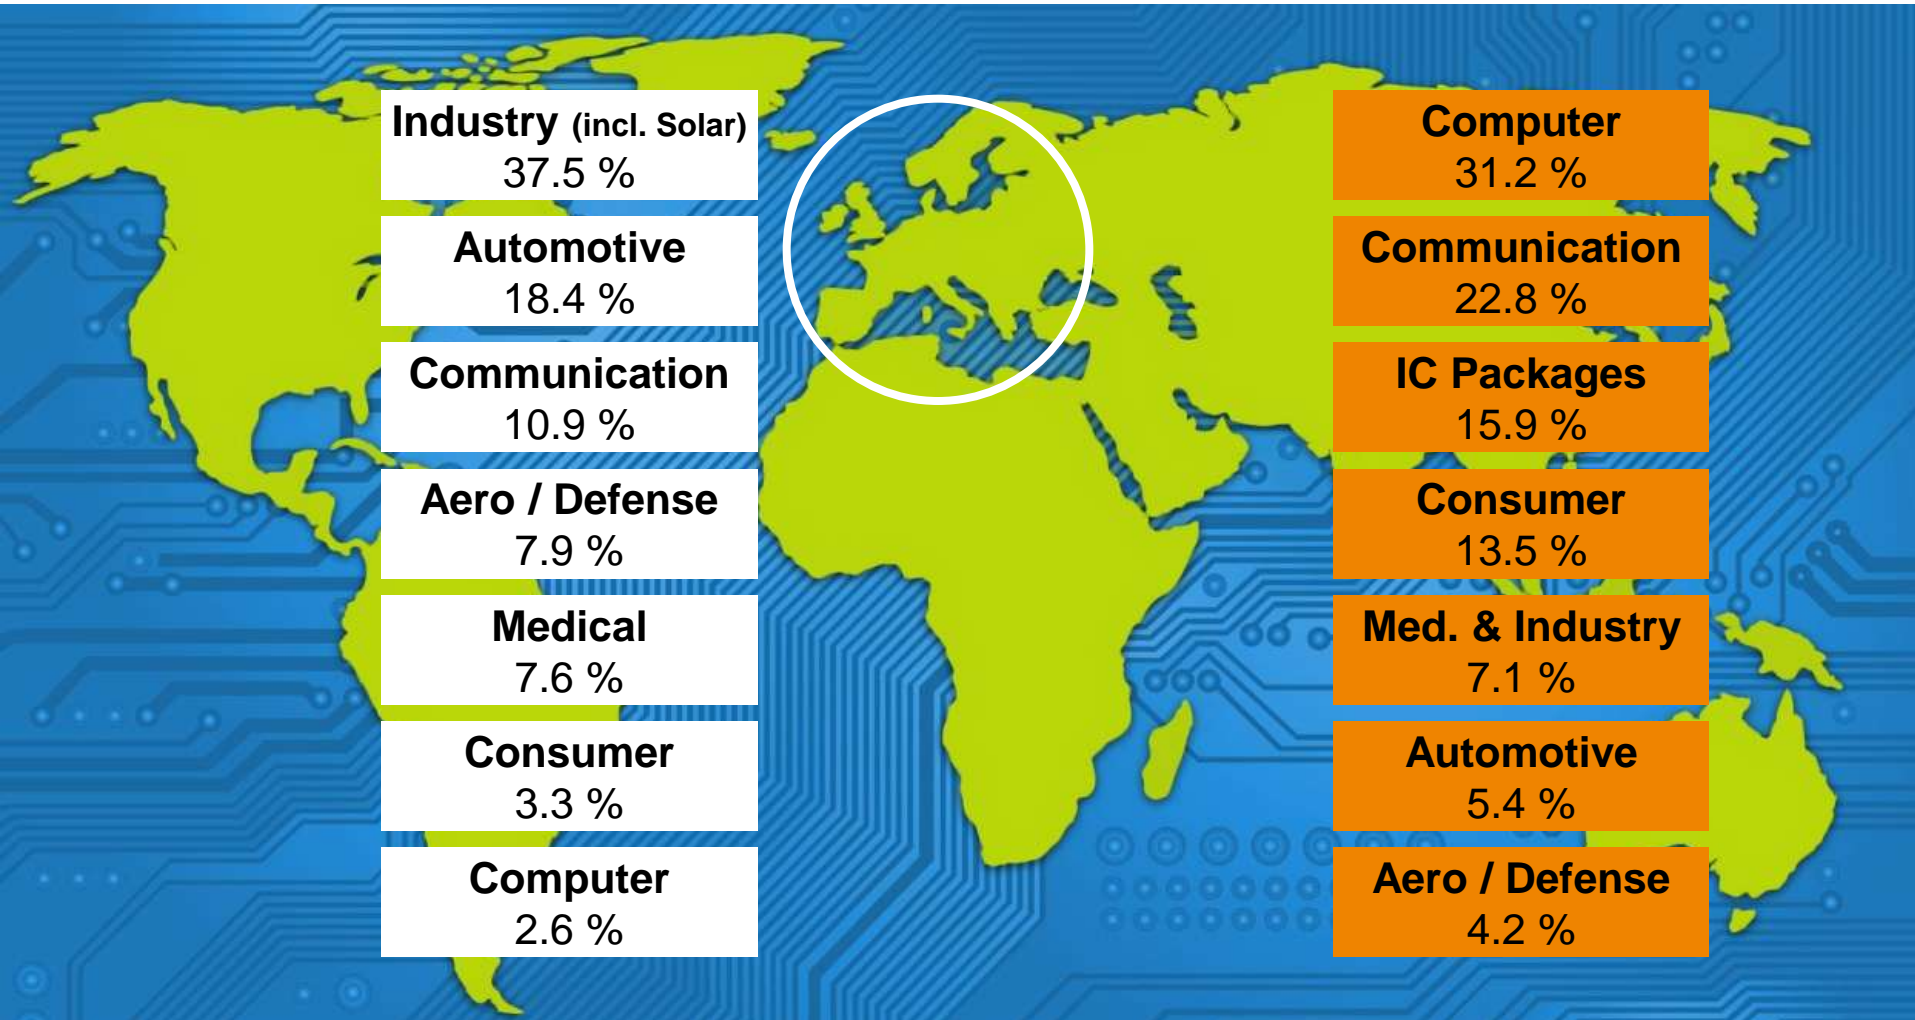 Industry (incl. Solar)
37.5 %
Automotive
18.4 %
Communication
10.9 %
Aero / Defense
7.9 %
Medical
7.6 %
Consumer
3.3 %
Computer
2.6 %
Computer
31.2 %
Communication
22.8 %
IC Packages
15.9 %
Consumer
13.5 %
Med. & Industry
7.1 %
Automotive
5.4 %
Aero / Defense
4.2 %